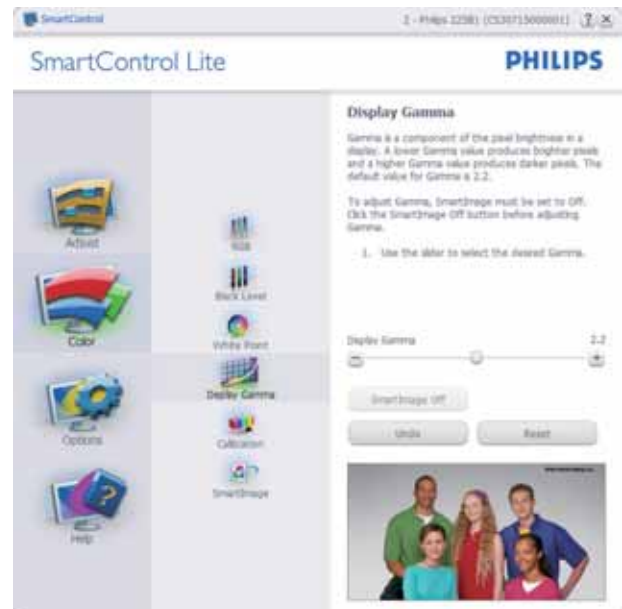 SmartControl
SmartControl Lite
PHILIPS
Adjust
Color
Options
Help
RGB
Black Level
White Point
Display Gamma
Calibration
SmartImage
Display Gamma
Gamma is a component of the pixel brightness in a
display. A lower Gamma value produces brighter pixels
and a higher Gamma value produces darker pixels. The
default value for Gamma is 2.2.
To adjust Gamma, SmartImage must be set to Off.
Click the SmartImage Off button before adjusting
Gamma.
1. Use the slider to select the desired Gamma.
Display Gamma 2.2
SmartImage Off
Undo Reset